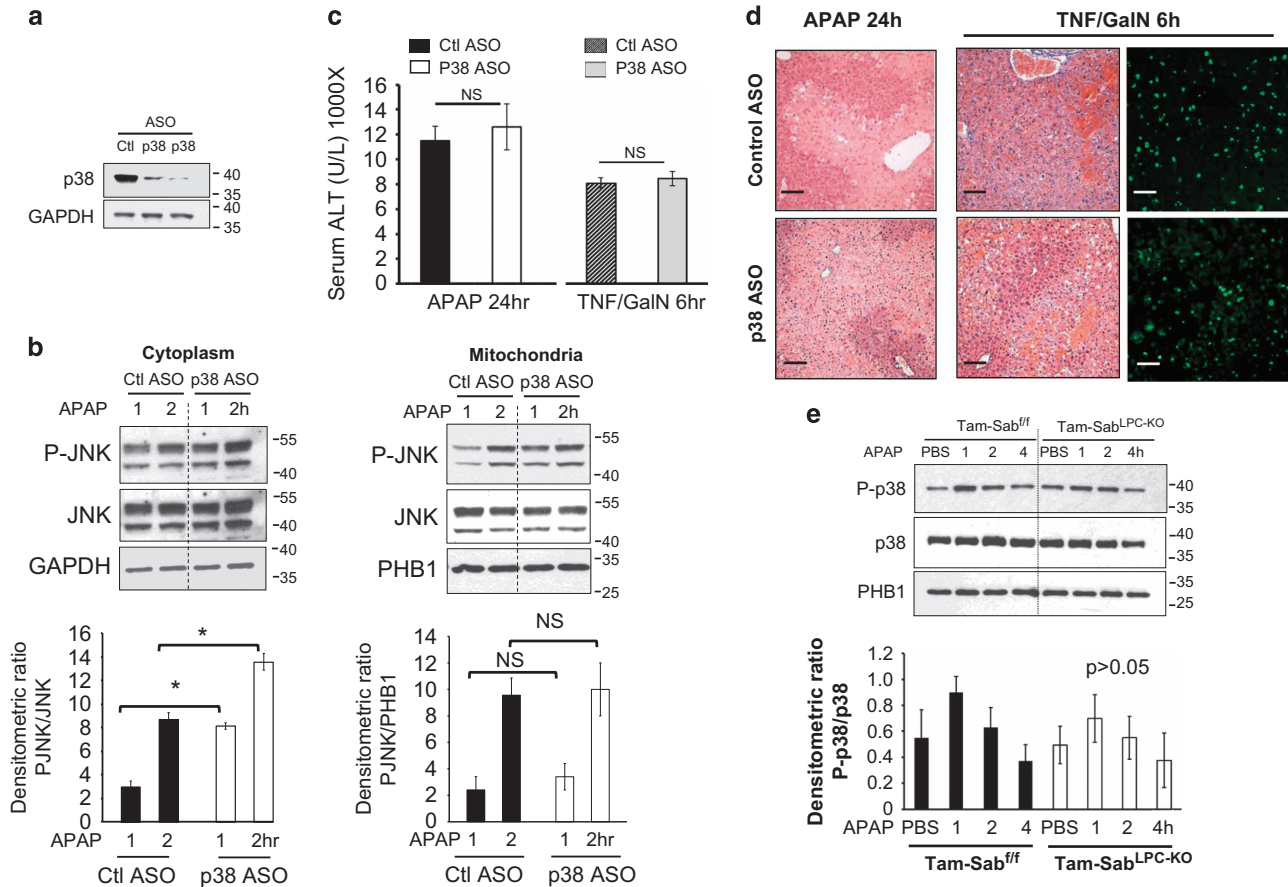 a
ASO
Ctl p38 p38
p38
40
35
GAPDH
40
35
b
Cytoplasm
Ctl ASO p38 ASO
APAP 1 2 1 2h
P-JNK
55
40
JNK
55
40
GAPDH
40
35
Densitometric ratio
PJNK/JNK
16
14
12
10
8
6
4
2
0
*
*
APAP 1 2 1 2hr
Ctl ASO p38 ASO
Mitochondria
Ctl ASO p38 ASO
APAP 1 2 1 2h
P-JNK
55
40
JNK
55
40
PHB1
35
25
Densitometric ratio
PJNK/PHB1
14
12
10
8
6
4
2
0
NS
NS
APAP 1 2 1 2hr
Ctl ASO p38 ASO
c
Ctl ASO
P38 ASO
Ctl ASO
P38 ASO
Serum ALT (U/L) 1000X
16
14
12
10
8
6
4
2
0
NS
NS
APAP 24hr
TNF/GalN 6hr
d
APAP 24h
TNF/GalN 6h
Control ASO
p38 ASO
e
Tam-Sab^f/f Tam-Sab^LPC-KO
APAP PBS 1 2 4 PBS 1 2 4h
P-p38
40
p38
40
35
PHB1
35
25
Densitometric ratio
P-p38/p38
1.2
1.0
0.8
0.6
0.4
0.2
0
p>0.05
APAP PBS 1 2 4 PBS 1 2 4h
Tam-Sab^f/f Tam-Sab^LPC-KO